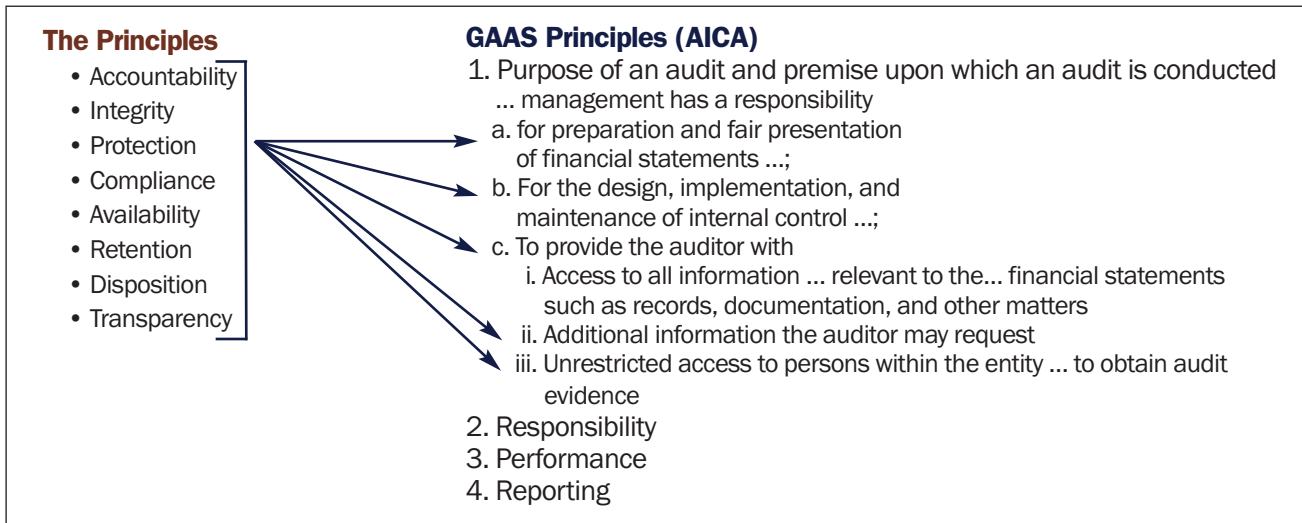 The Principles
• Accountability
• Integrity
• Protection
• Compliance
• Availability
• Retention
• Disposition
• Transparency
GAAS Principles (AICA)
1. Purpose of an audit and premise upon which an audit is conducted
... management has a responsibility
a. for preparation and fair presentation
of financial statements ...;
b. For the design, implementation, and
maintenance of internal control ...;
c. To provide the auditor with
i. Access to all information ... relevant to the... financial statements
such as records, documentation, and other matters
ii. Additional information the auditor may request
iii. Unrestricted access to persons within the entity ... to obtain audit
evidence
2. Responsibility
3. Performance
4. Reporting